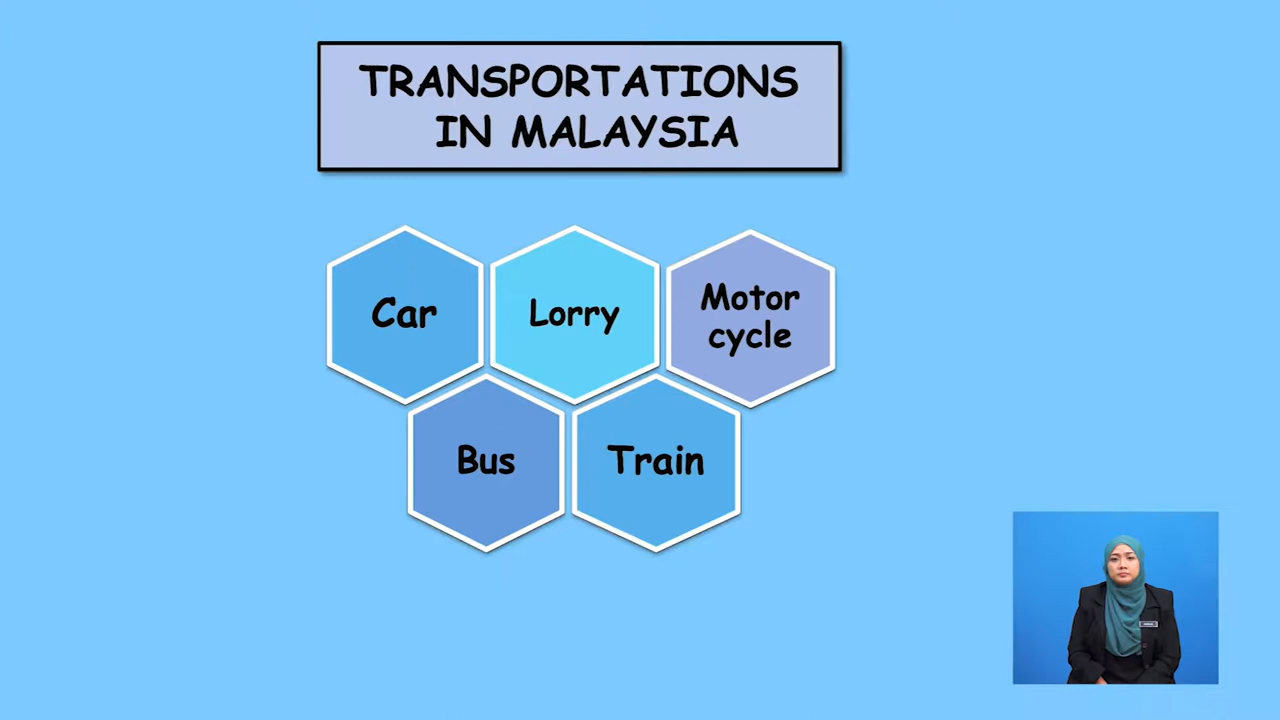 TRANSPORTATIONS
IN MALAYSIA
Car
Lorry
Motor
cycle
Bus
Train